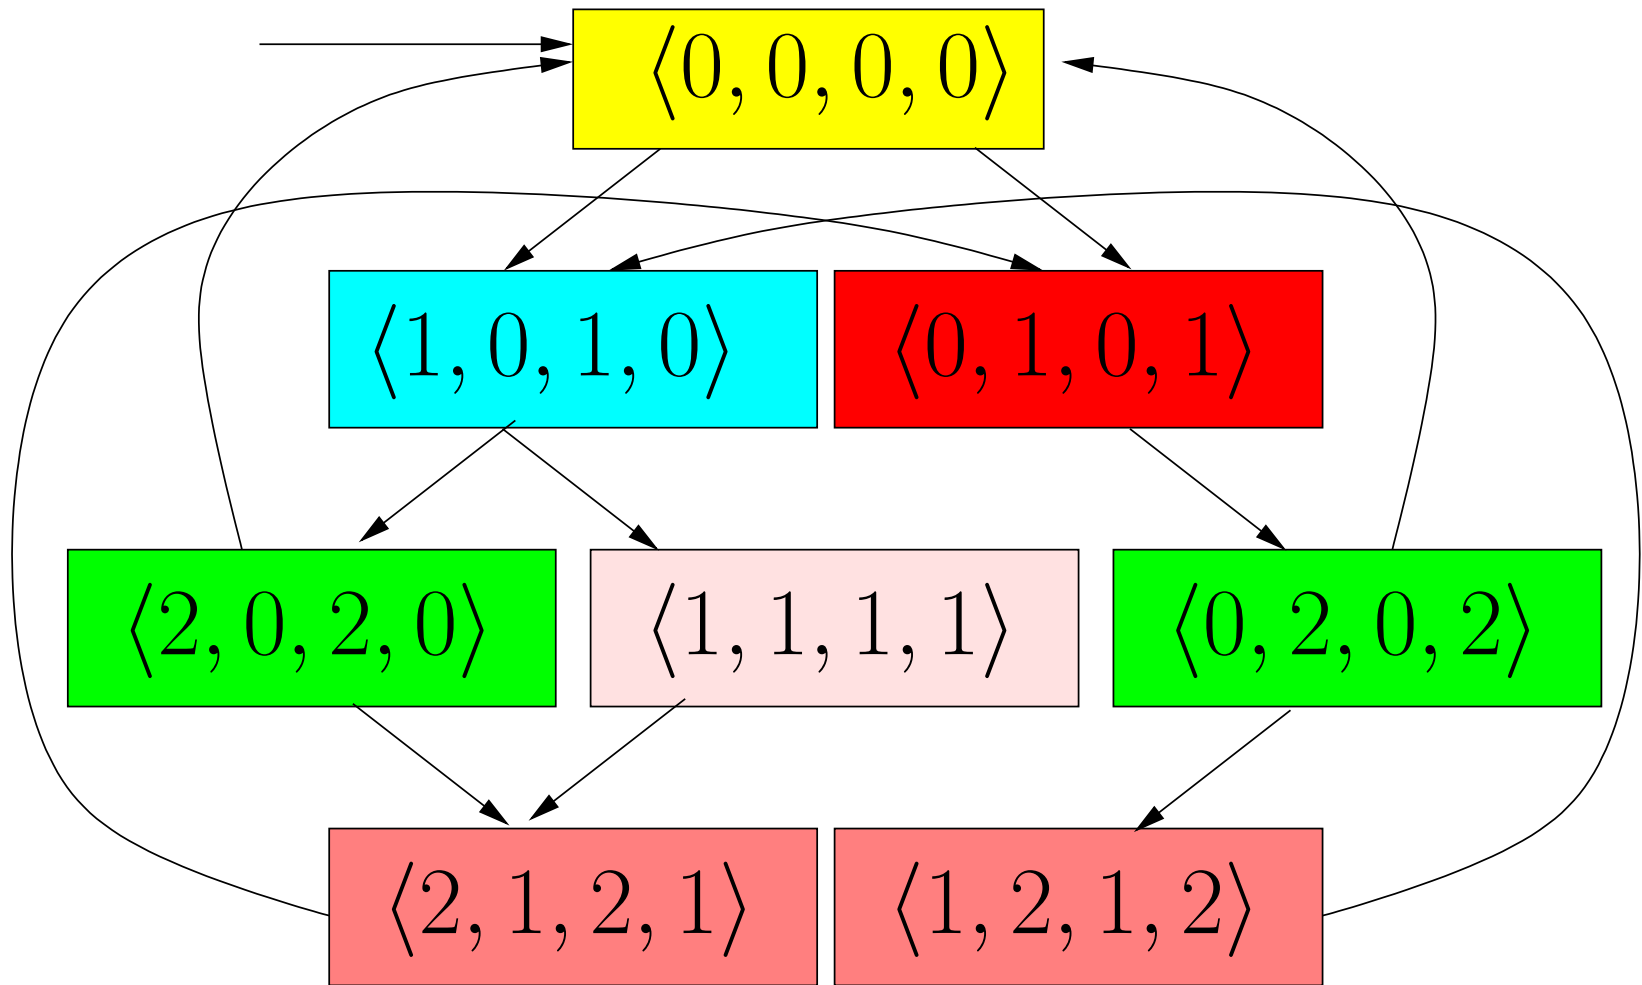 ⟨0, 0, 0, 0⟩
⟨1, 0, 1, 0⟩
⟨0, 1, 0, 1⟩
⟨2, 0, 2, 0⟩
⟨1, 1, 1, 1⟩
⟨0, 2, 0, 2⟩
⟨2, 1, 2, 1⟩
⟨1, 2, 1, 2⟩